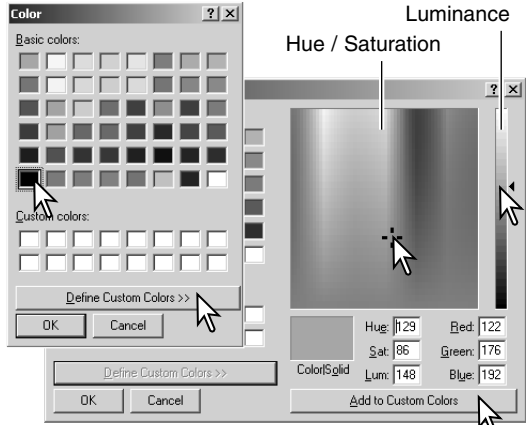 Color
Luminance
Basic colors:
Hue / Saturation
Custom colors:
Define Custom Colors >>
OK
Cancel
Color|Solid
Hue: 129
Red: 122
Sat: 86
Green: 176
Lum: 148
Blue: 192
Define Custom Colors >>
OK
Cancel
Add to Custom Colors